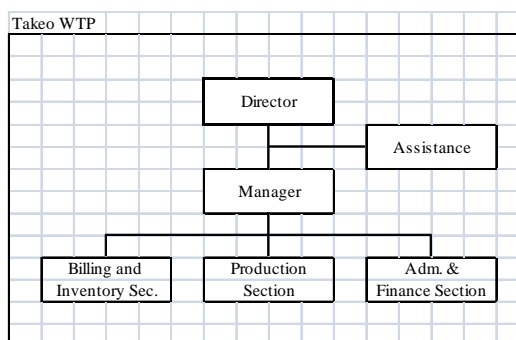 Takeo WTP
Director
Assistance
Manager
Billing and
Inventory Sec.
Production
Section
Adm. &
Finance Section